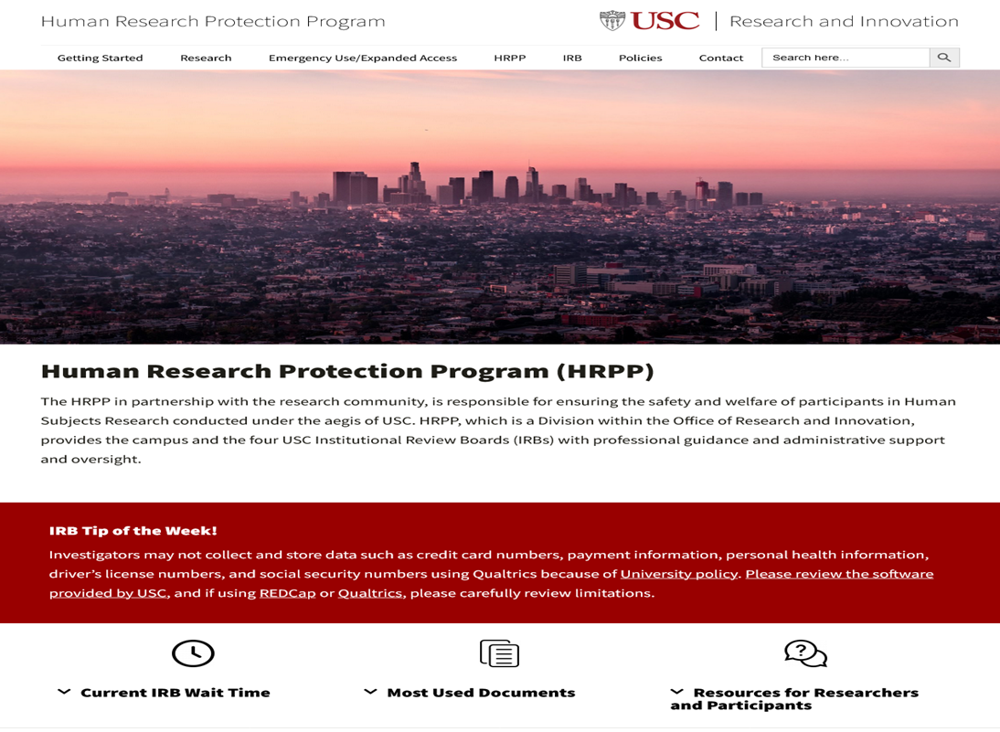 Human Research Protection Program
USC | Research and Innovation
Getting Started Research Emergency Use/Expanded Access HRPP IRB Policies Contact Search here...
Human Research Protection Program (HRPP)
The HRPP in partnership with the research community, is responsible for ensuring the safety and welfare of participants in Human
Subjects Research conducted under the aegis of USC. HRPP, which is a Division within the Office of Research and Innovation,
provides the campus and the four USC Institutional Review Boards (IRBs) with professional guidance and administrative support
and oversight.
IRB Tip of the Week!
Investigators may not collect and store data such as credit card numbers, payment information, personal health information,
driver’s license numbers, and social security numbers using Qualtrics because of University policy. Please review the software
provided by USC, and if using REDCap or Qualtrics, please carefully review limitations.
Current IRB Wait Time
Most Used Documents
Resources for Researchers
and Participants